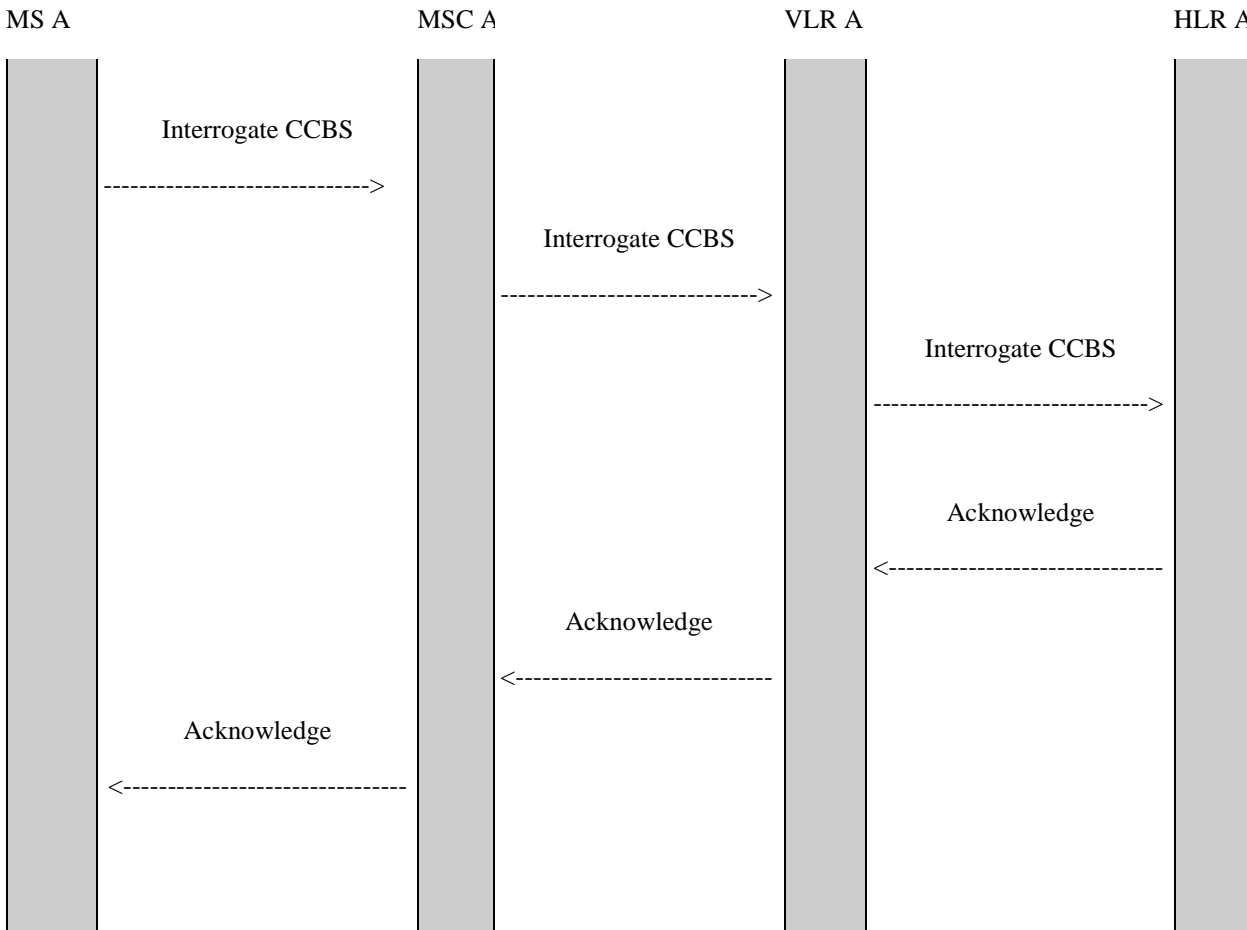 MS A
MSC A
VLR A
HLR A
Interrogate CCBS
----------------------------->
Interrogate CCBS
---------------------------->
Interrogate CCBS
------------------------------->
Acknowledge
<------------------------------
Acknowledge
<----------------------------
Acknowledge
<-------------------------------